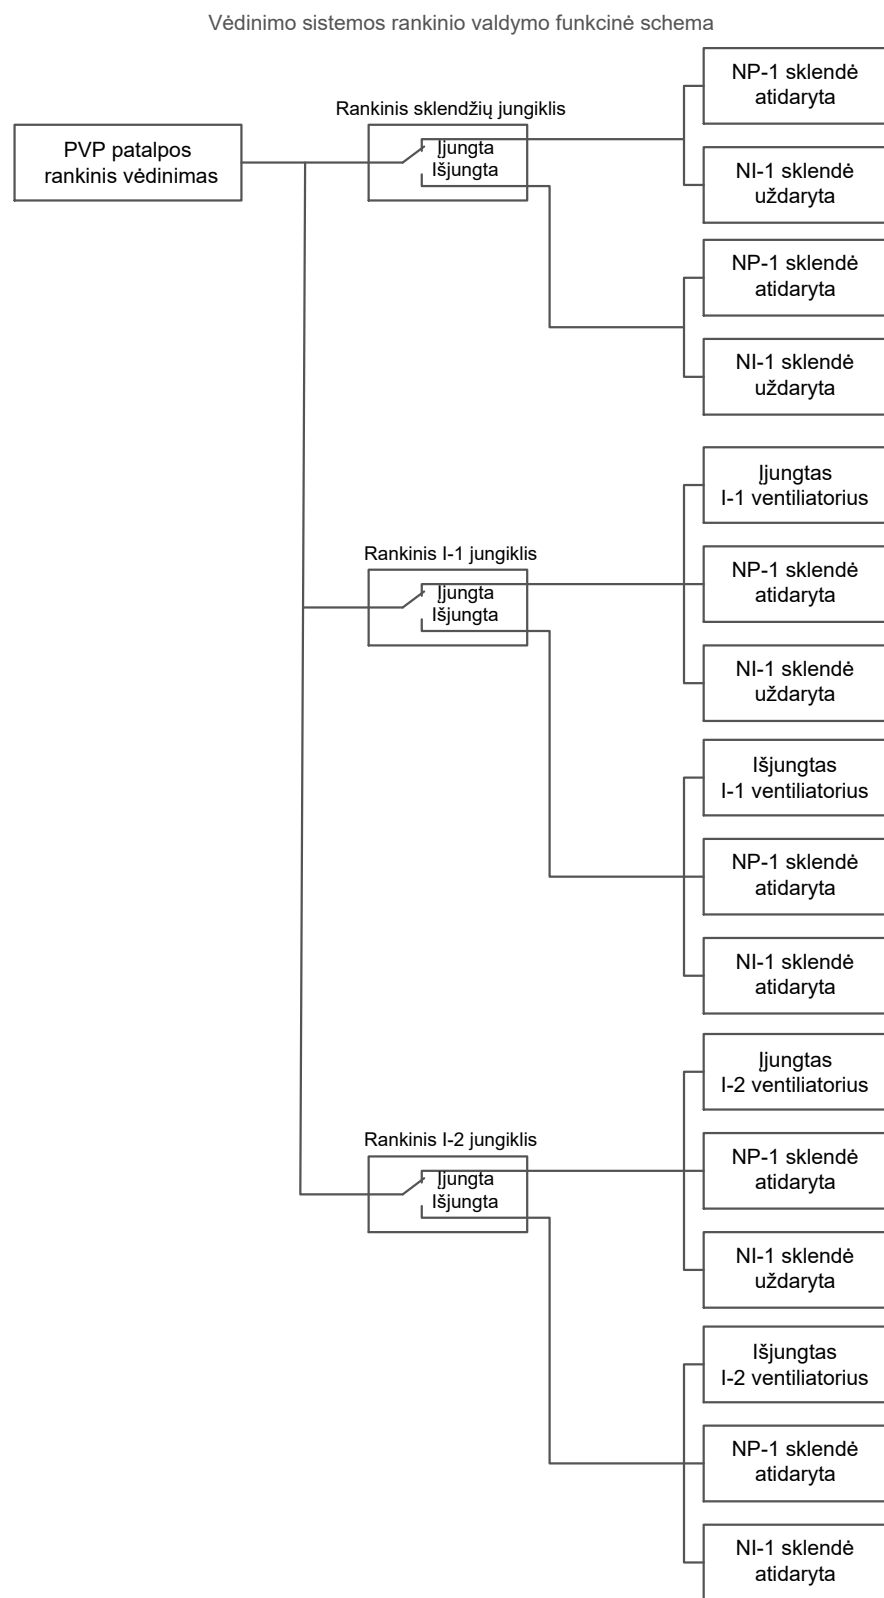 Vėdinimo sistemos rankinio valdymo funkcinė schema
PVP patalpos
rankinis vėdinimas
Rankinis sklendžių jungiklis
Įjungta
Išjungta
NP-1 sklendė
atidaryta
NI-1 sklendė
uždaryta
NP-1 sklendė
atidaryta
NI-1 sklendė
uždaryta
Rankinis I-1 jungiklis
Įjungta
Išjungta
Įjungtas
I-1 ventiliatorius
NP-1 sklendė
atidaryta
NI-1 sklendė
uždaryta
Išjungtas
I-1 ventiliatorius
NP-1 sklendė
atidaryta
NI-1 sklendė
atidaryta
Rankinis I-2 jungiklis
Įjungta
Išjungta
Įjungtas
I-2 ventiliatorius
NP-1 sklendė
atidaryta
NI-1 sklendė
uždaryta
Išjungtas
I-2 ventiliatorius
NP-1 sklendė
atidaryta
NI-1 sklendė
atidaryta